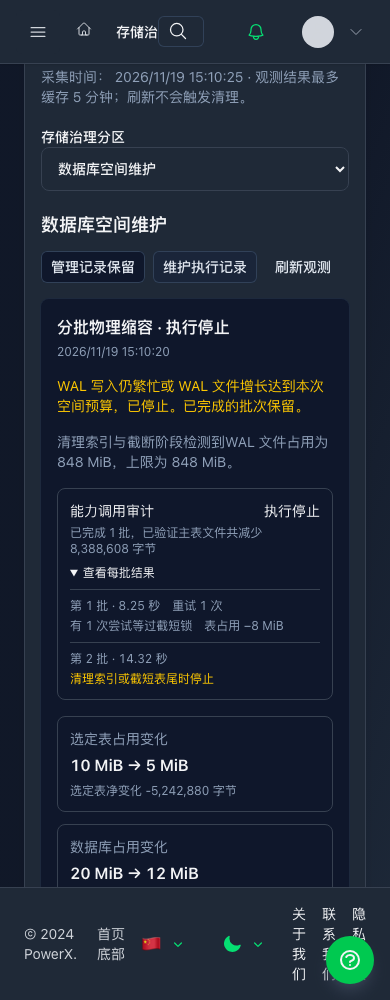 存储治
采集时间： 2026/11/19 15:10:25 · 观测结果最多
缓存 5 分钟；刷新不会触发清理。
存储治理分区
数据库空间维护
数据库空间维护
管理记录保留 维护执行记录 刷新观测
分批物理缩容 · 执行停止
2026/11/19 15:10:20
WAL 写入仍繁忙或 WAL 文件增长达到本次
空间预算，已停止。已完成的批次保留。
清理索引与截断阶段检测到WAL 文件占用为
848 MiB，上限为 848 MiB。
能力调用审计 执行停止
已完成 1 批，已验证主表文件共减少
8,388,608 字节
▼ 查看每批结果
第 1 批 · 8.25 秒 重试 1 次
有 1 次尝试等过截短锁 表占用 −8 MiB
第 2 批 · 14.32 秒
清理索引或截短表尾时停止
选定表占用变化
10 MiB → 5 MiB
选定表净变化 -5,242,880 字节
数据库占用变化
20 MiB → 12 MiB
© 2024
PowerX.
首页
底部
关于我们
联系
隐私